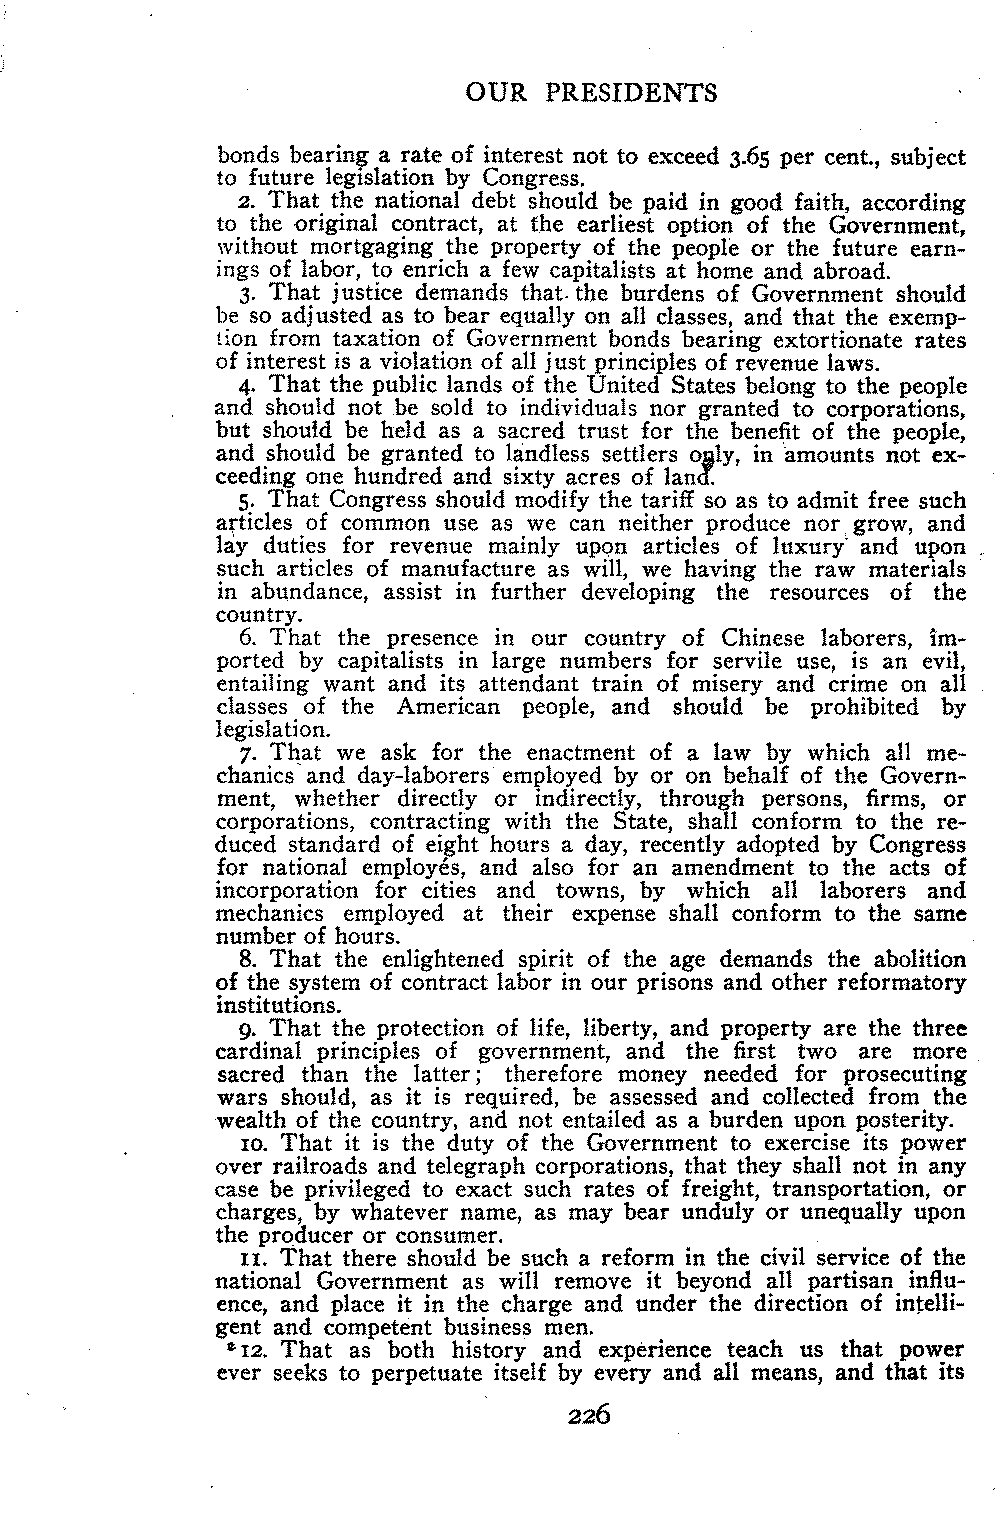 OUR PRESIDENTS
bonds bearing a rate of interest not to exceed 3.65 per cent., subject
to future legislation by Congress.
2. That the national debt should be paid in good faith, according
to the original contract, at the earliest option of the Government,
without mortgaging the property of the people or the future earn-
ings of labor, to enrich a few capitalists at home and abroad.
3. That justice demands that the burdens of Government should
be so adjusted as to bear equally on all classes, and that the exemp-
tion from taxation of Government bonds bearing extortionate rates
of interest is a violation of all just principles of revenue laws.
4. That the public lands of the United States belong to the people
and should not be sold to individuals nor granted to corporations,
but should be held as a sacred trust for the benefit of the people,
and should be granted to landless settlers only, in amounts not ex-
ceeding one hundred and sixty acres of land.
5. That Congress should modify the tariff so as to admit free such
articles of common use as we can neither produce nor grow, and
lay duties for revenue mainly upon articles of luxury and upon
such articles of manufacture as will, we having the raw materials
in abundance, assist in further developing the resources of the
country.
6. That the presence in our country of Chinese laborers, im-
ported by capitalists in large numbers for servile use, is an evil,
entailing want and its attendant train of misery and crime on all
classes of the American people, and should be prohibited by
legislation.
7. That we ask for the enactment of a law by which all me-
chanics and day-laborers employed by or on behalf of the Govern-
ment, whether directly or indirectly, through persons, firms, or
corporations, contracting with the State, shall conform to the re-
duced standard of eight hours a day, recently adopted by Congress
for national employés, and also for an amendment to the acts of
incorporation for cities and towns, by which all laborers and
mechanics employed at their expense shall conform to the same
number of hours.
8. That the enlightened spirit of the age demands the abolition
of the system of contract labor in our prisons and other reformatory
institutions.
9. That the protection of life, liberty, and property are the three
cardinal principles of government, and the first two are more
sacred than the latter; therefore money needed for prosecuting
wars should, as it is required, be assessed and collected from the
wealth of the country, and not entailed as a burden upon posterity.
10. That it is the duty of the Government to exercise its power
over railroads and telegraph corporations, that they shall not in any
case be privileged to exact such rates of freight, transportation, or
charges, by whatever name, as may bear unduly or unequally upon
the producer or consumer.
11. That there should be such a reform in the civil service of the
national Government as will remove it beyond all partisan influ-
ence, and place it in the charge and under the direction of intelli-
gent and competent business men.
12. That as both history and experience teach us that power
ever seeks to perpetuate itself by every and all means, and that its
226